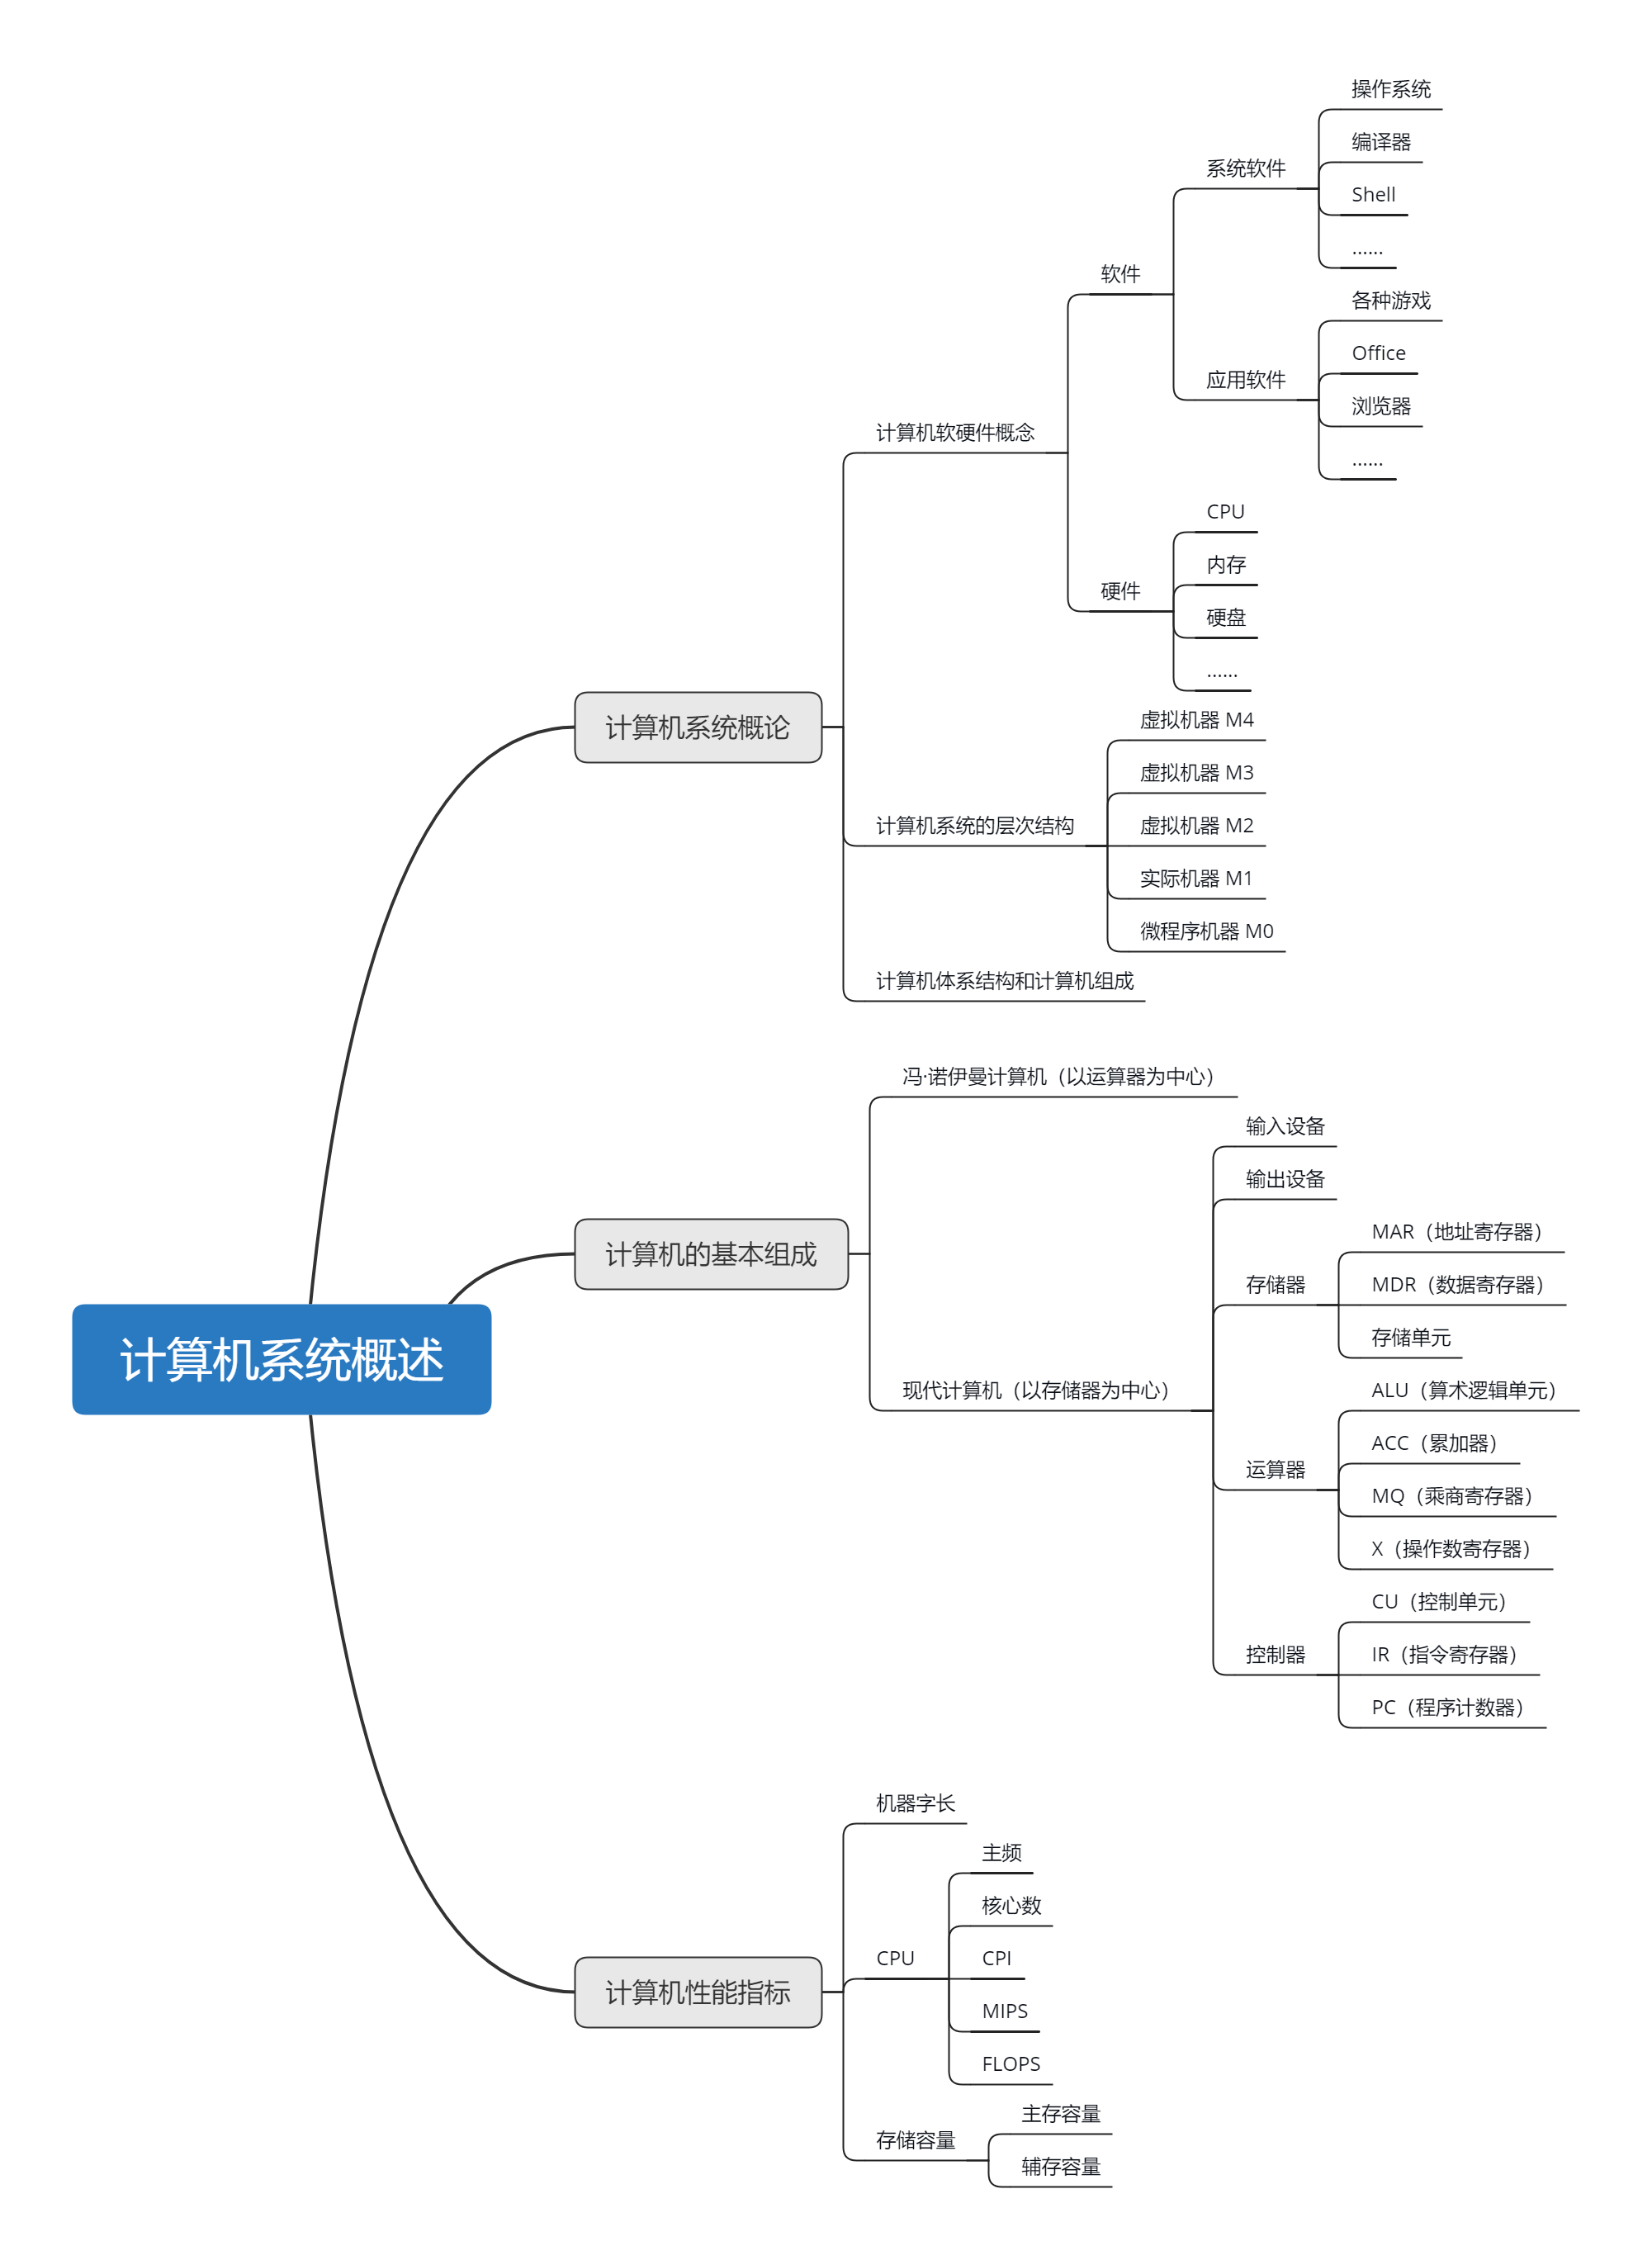 计算机系统概述
计算机系统概论
计算机软硬件概念
软件
系统软件
操作系统
编译器
Shell
……
应用软件
各种游戏
Office
浏览器
……
硬件
CPU
内存
硬盘
……
计算机系统的层次结构
虚拟机器 M4
虚拟机器 M3
虚拟机器 M2
实际机器 M1
微程序机器 M0
计算机体系结构和计算机组成
计算机的基本组成
冯·诺伊曼计算机（以运算器为中心）
现代计算机（以存储器为中心）
输入设备
输出设备
存储器
MAR（地址寄存器）
MDR（数据寄存器）
存储单元
运算器
ALU（算术逻辑单元）
ACC（累加器）
MQ（乘商寄存器）
X（操作数寄存器）
控制器
CU（控制单元）
IR（指令寄存器）
PC（程序计数器）
计算机性能指标
机器字长
CPU
主频
核心数
CPI
MIPS
FLOPS
存储容量
主存容量
辅存容量